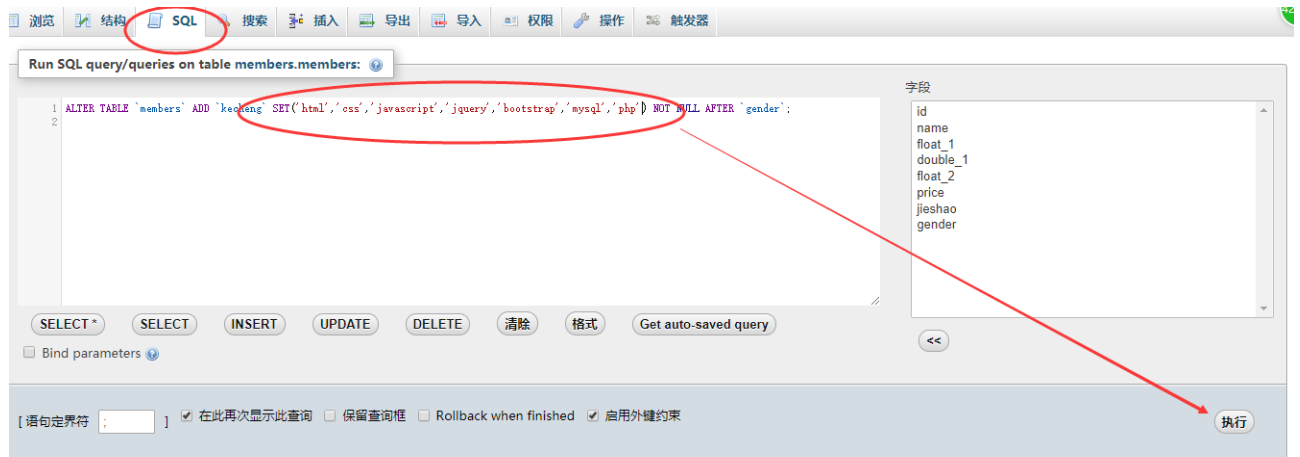 浏览 结构 SQL 搜索 插入 导出 导入 权限 操作 触发器
Run SQL query/queries on table members.members:
字段
1 ALTER TABLE `members` ADD `kecheng` SET('html','css','javascript','jquery','bootstrap','mysql','php') NOT NULL AFTER `gender`;
2
id
name
float_1
double_1
float_2
price
jieshao
gender
SELECT * SELECT INSERT UPDATE DELETE 清除 格式 Get auto-saved query
<<
Bind parameters
[ 语句定界符 ; ] 在此再次显示此查询 保留查询框 Rollback when finished 启用外键约束 执行